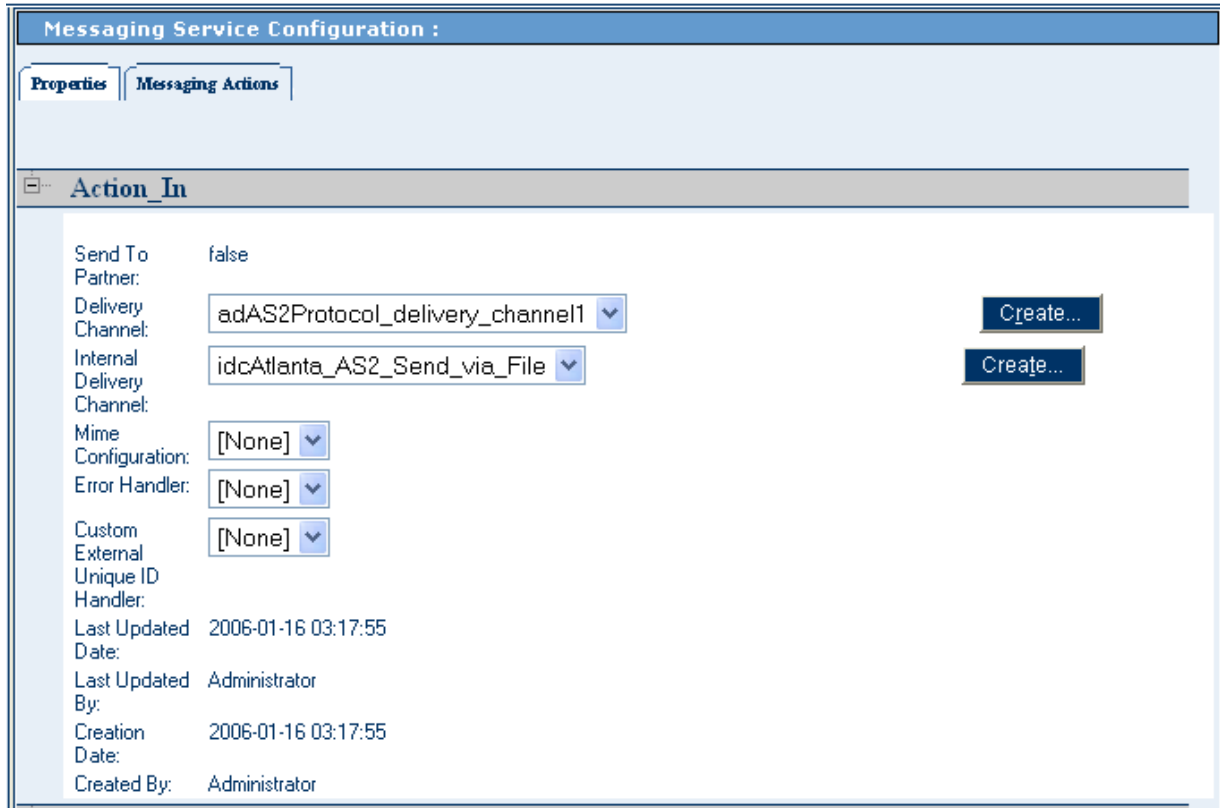 Messaging Service Configuration :
Properties
Messaging Actions
Action_In
Send To
Partner:
false
Delivery
Channel:
adAS2Protocol_delivery_channel1
Create...
Internal
Delivery
Channel:
idcAtlanta_AS2_Send_via_File
Create...
Mime
Configuration:
[None]
Error Handler:
[None]
Custom
External
Unique ID
Handler:
[None]
Last Updated
Date:
2006-01-16 03:17:55
Last Updated
By:
Administrator
Creation
Date:
2006-01-16 03:17:55
Created By:
Administrator